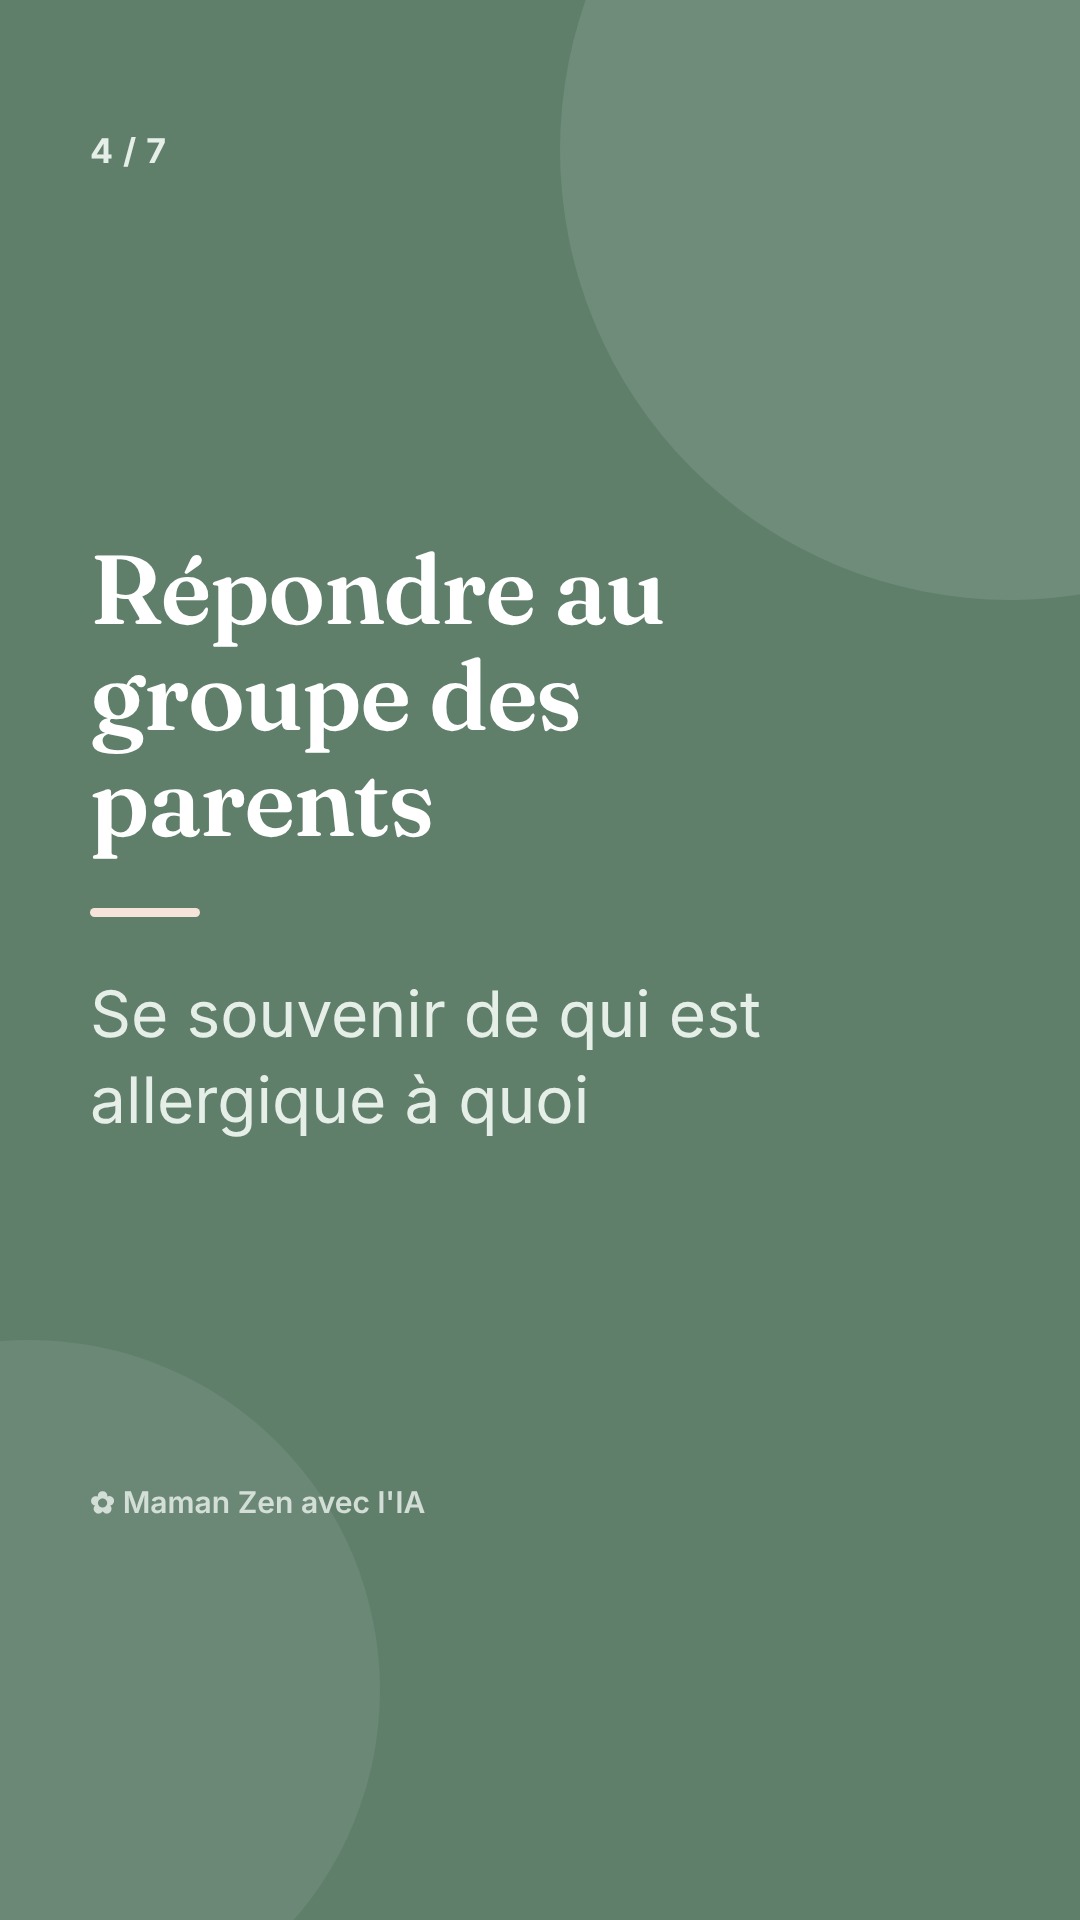 4 / 7
Répondre au
groupe des
parents
Se souvenir de qui est
allergique à quoi
✿ Maman Zen avec l'IA